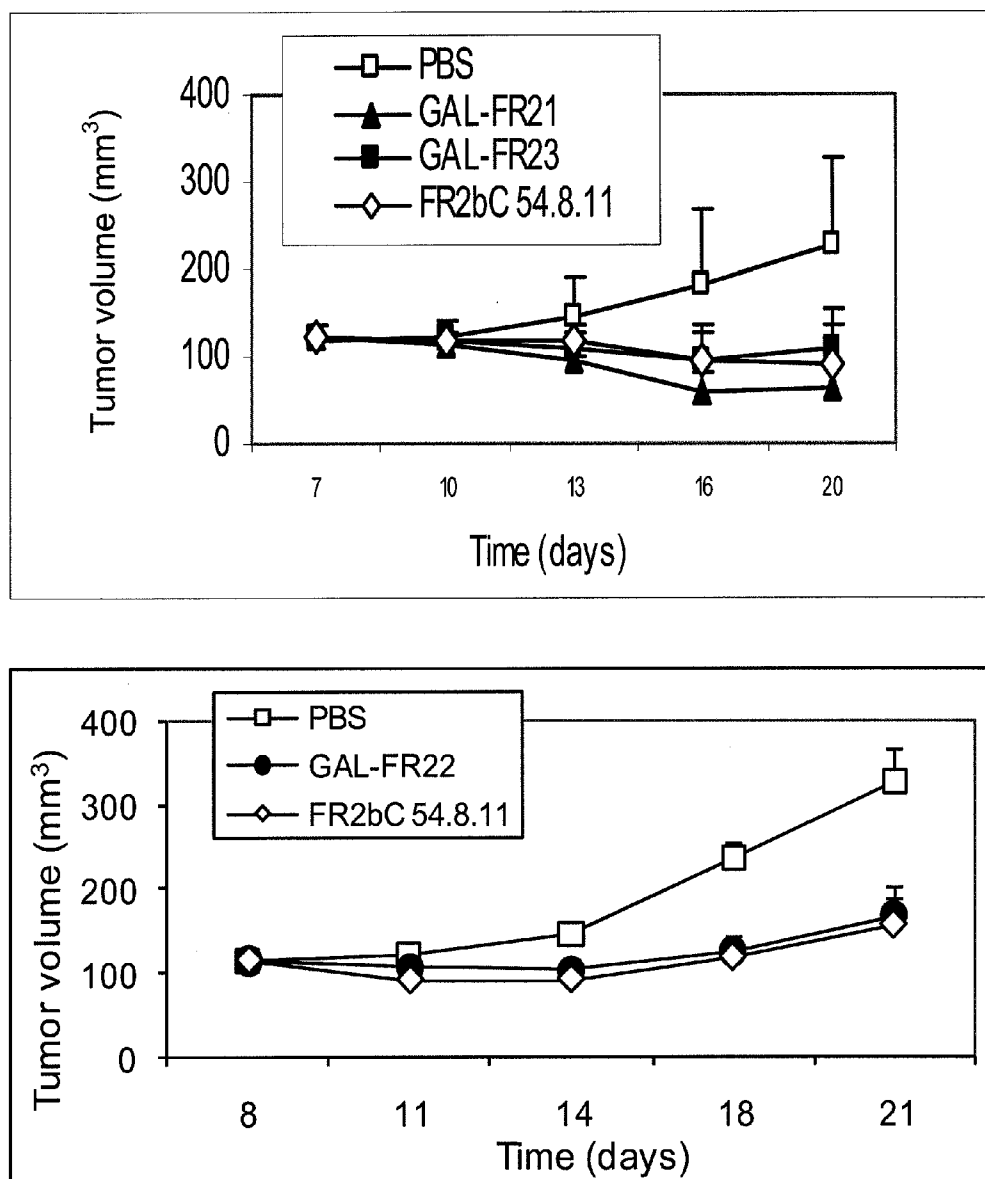 PBS
GAL-FR21
GAL-FR23
FR2bC 54.8.11
Tumor volume (mm³)
400
300
200
100
0
7 10 13 16 20
Time (days)
PBS
GAL-FR22
FR2bC 54.8.11
Tumor volume (mm³)
400
300
200
100
0
8 11 14 18 21
Time (days)